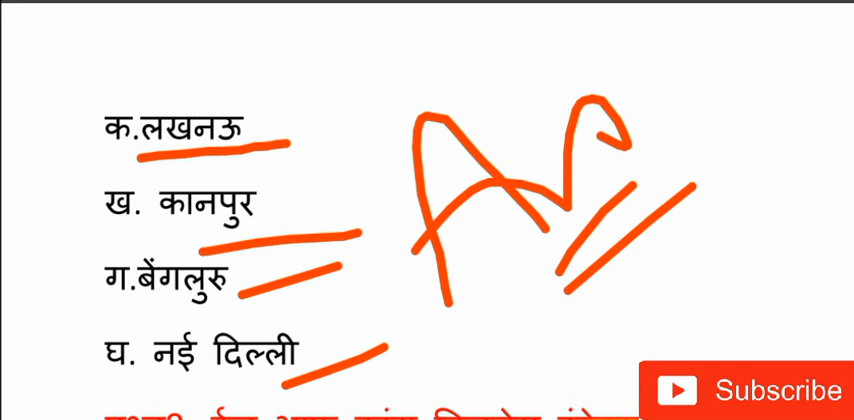 क.लखनऊ
ख. कानपुर
ग.बेंगलुरु
घ. नई दिल्ली
Subscribe